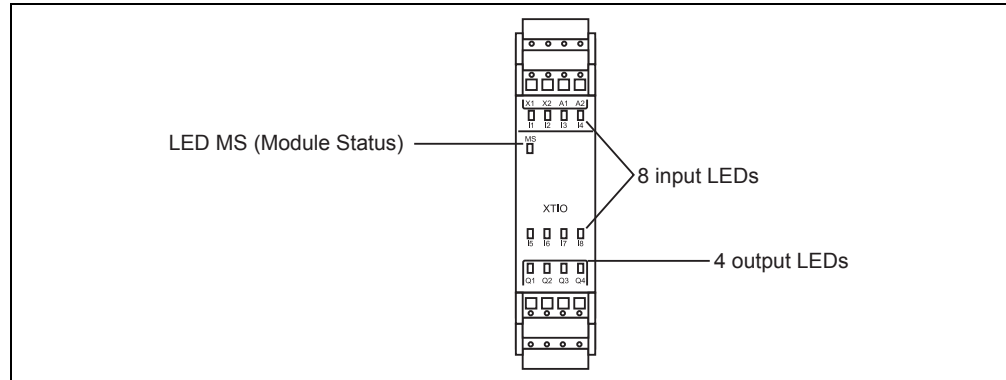 X1 X2 A1 A2
I1 I2 I3 I4
MS
LED MS (Module Status)
8 input LEDs
XTIO
I5 I6 I7 I8
4 output LEDs
Q1 Q2 Q3 Q4